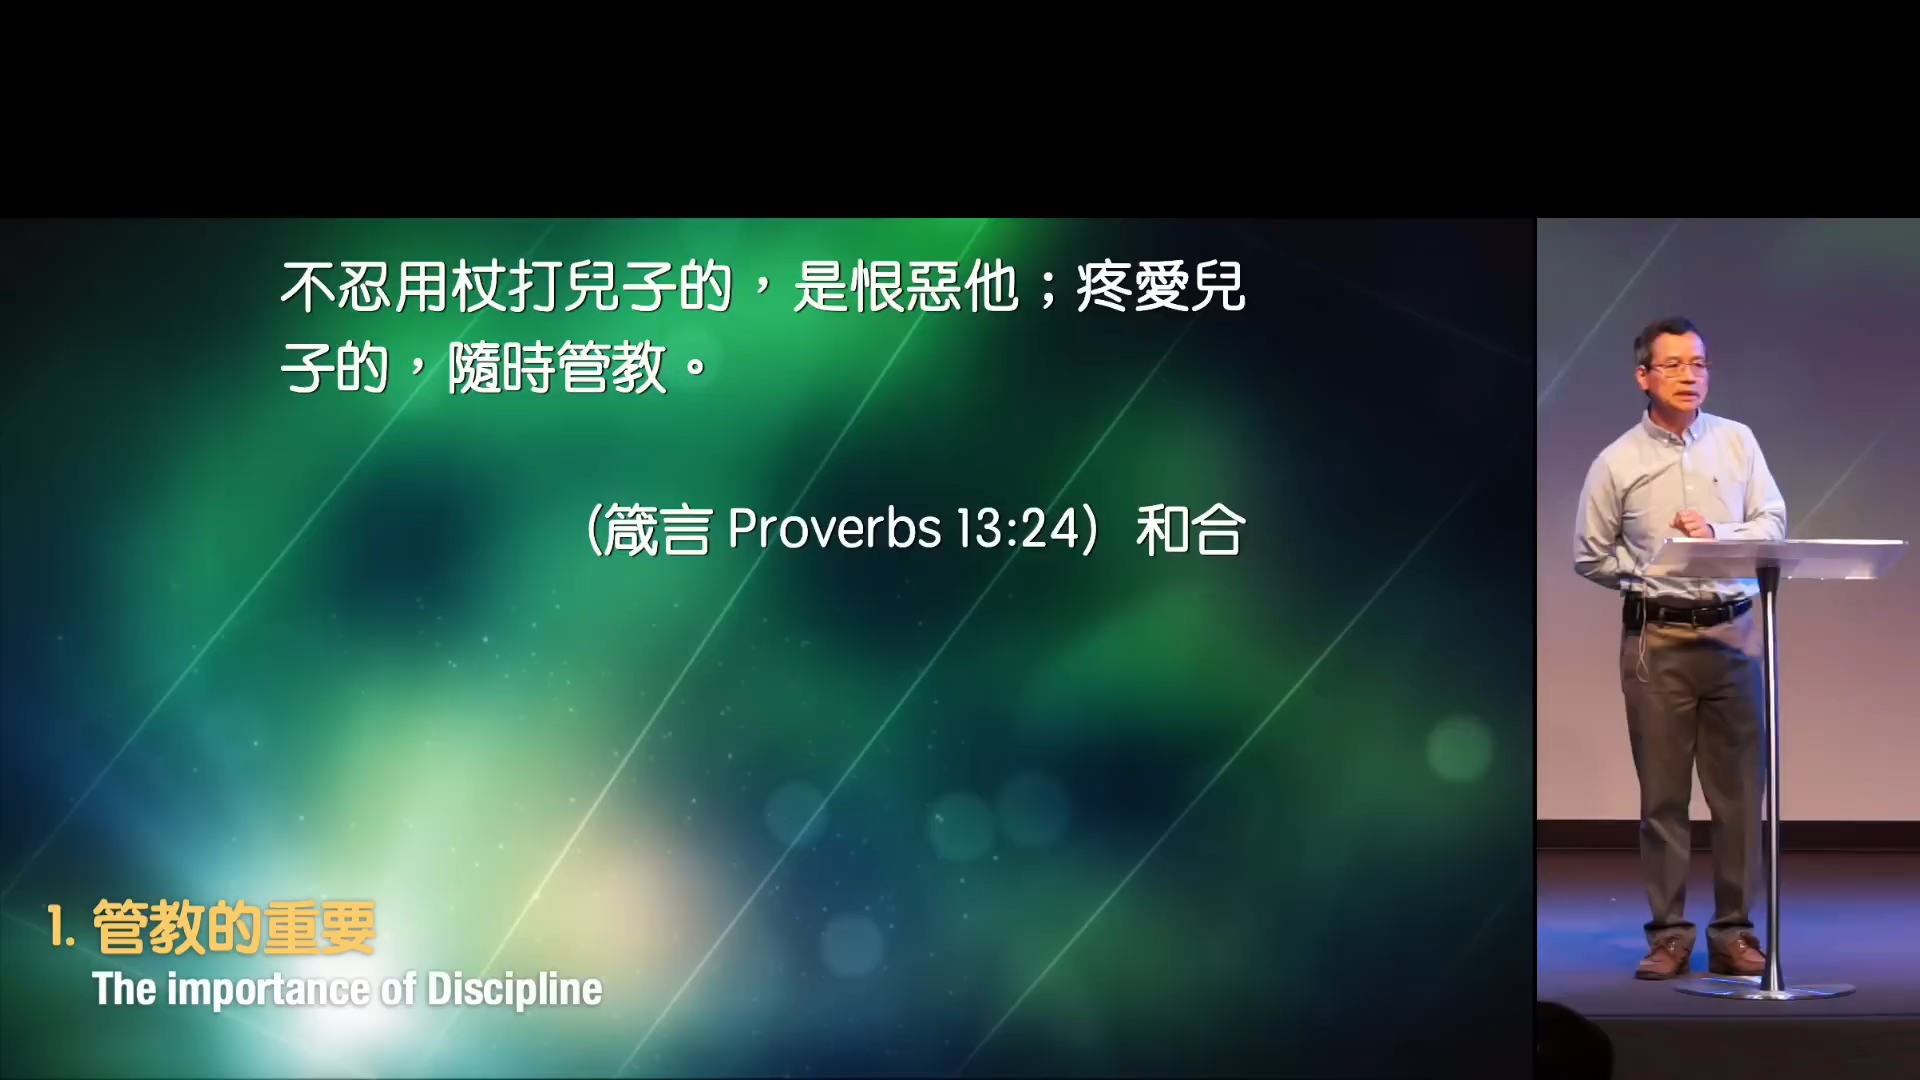 不忍用杖打兒子的，是恨惡他；疼愛兒
子的，隨時管教。
（箴言 Proverbs 13:24）和合
1. 管教的重要
The importance of Discipline